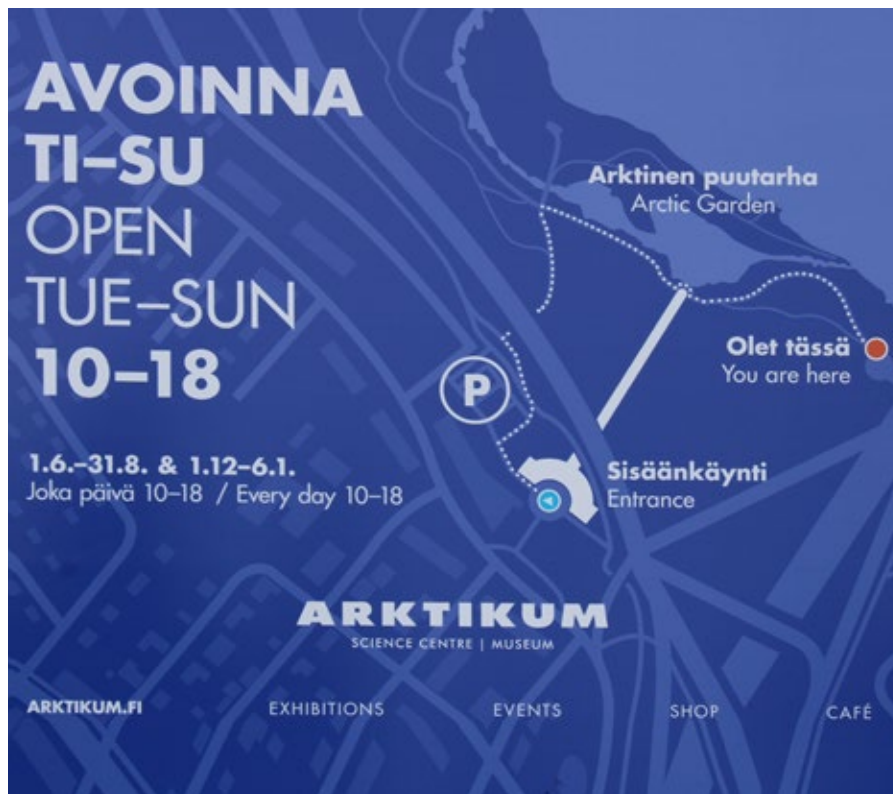 AVOINNA
TI–SU
OPEN
TUE–SUN
10–18
1.6.–31.8. & 1.12–6.1.
Joka päivä 10–18 / Every day 10–18
Arktinen puutarha
Arctic Garden
Olet tässä
You are here
P
Sisäänkäynti
Entrance
ARKTIKUM
SCIENCE CENTRE | MUSEUM
ARKTIKUM.FI EXHIBITIONS EVENTS SHOP CAFÉ